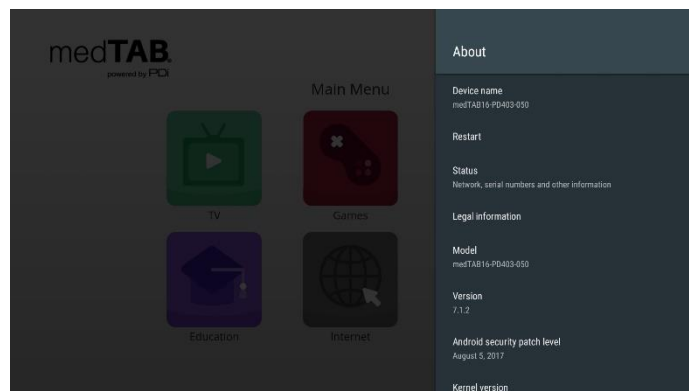 medTAB.
powered by PDi
Main Menu
TV
Games
Education
Internet
About
Device name
medTAB16-PD403-050
Restart
Status
Network, serial numbers and other information
Legal information
Model
medTAB16-PD403-050
Version
7.1.2
Android security patch level
August 5, 2017
Kernel version